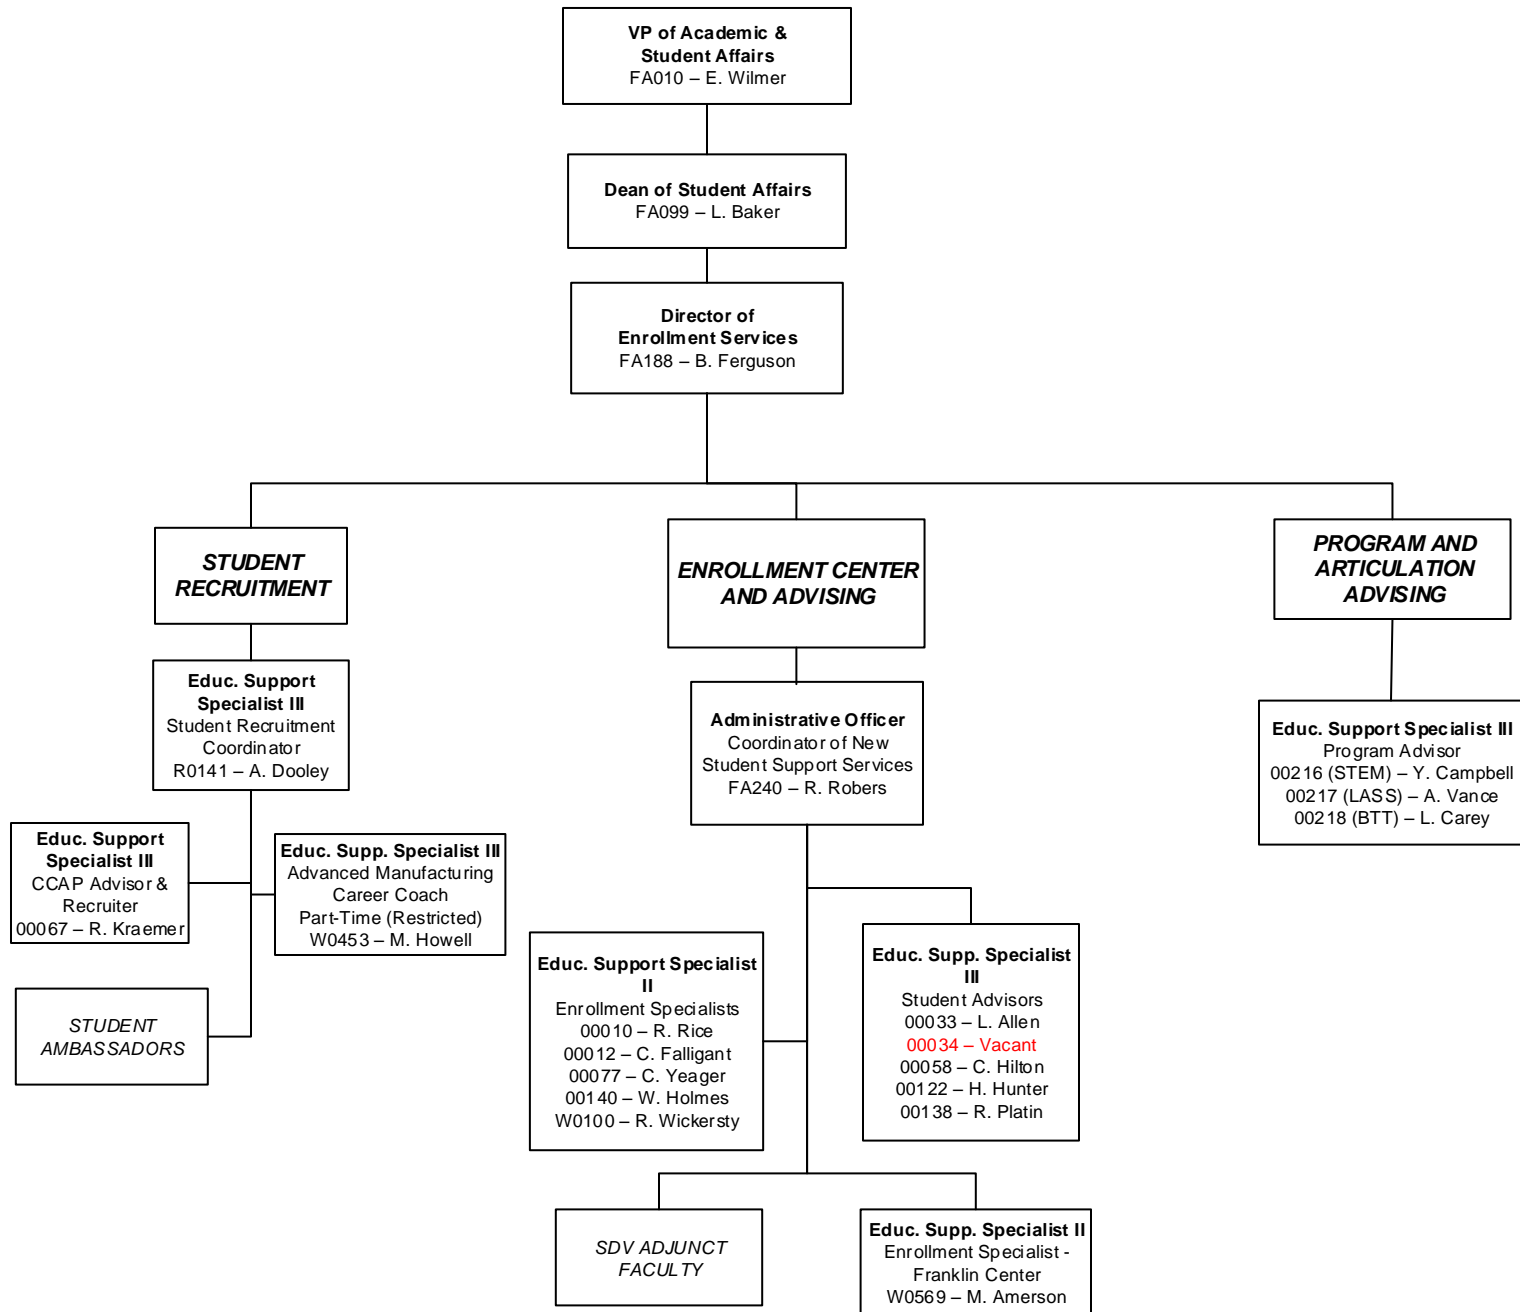 VP of Academic &
Student Affairs
FA010 – E. Wilmer
Dean of Student Affairs
FA099 – L. Baker
Director of
Enrollment Services
FA188 – B. Ferguson
STUDENT
RECRUITMENT
ENROLLMENT CENTER
AND ADVISING
PROGRAM AND
ARTICULATION
ADVISING
Educ. Support
Specialist III
Student Recruitment
Coordinator
R0141 – A. Dooley
Administrative Officer
Coordinator of New
Student Support Services
FA240 – R. Robers
Educ. Support Specialist III
Program Advisor
00216 (STEM) – Y. Campbell
00217 (LASS) – A. Vance
00218 (BTT) – L. Carey
Educ. Support
Specialist III
CCAP Advisor &
Recruiter
00067 – R. Kraemer
Educ. Supp. Specialist III
Advanced Manufacturing
Career Coach
Part-Time (Restricted)
W0453 – M. Howell
STUDENT
AMBASSADORS
Educ. Support Specialist
II
Enrollment Specialists
00010 – R. Rice
00012 – C. Falligant
00077 – C. Yeager
00140 – W. Holmes
W0100 – R. Wickersty
Educ. Supp. Specialist
III
Student Advisors
00033 – L. Allen
00034 – Vacant
00058 – C. Hilton
00122 – H. Hunter
00138 – R. Platin
SDV ADJUNCT
FACULTY
Educ. Supp. Specialist II
Enrollment Specialist -
Franklin Center
W0569 – M. Amerson